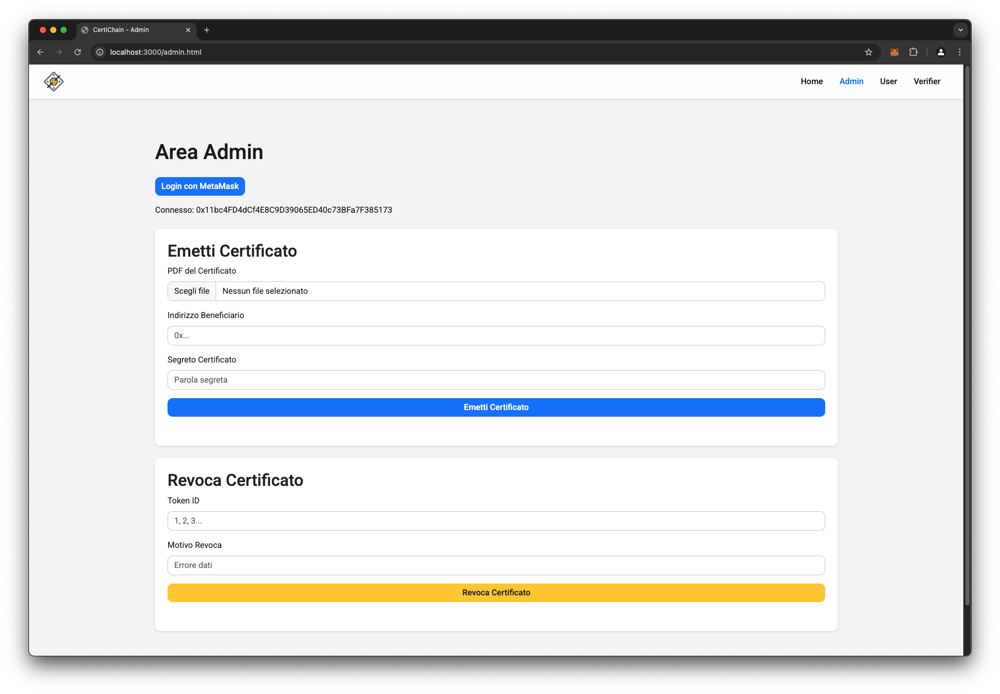 CertiChain - Admin
localhost:3000/admin.html
Home Admin User Verifier
Area Admin
Login con MetaMask
Connesso: 0x11bc4FD4dCf4E8C9D39065ED40c73BFa7F385173
Emetti Certificato
PDF del Certificato
Scegli file Nessun file selezionato
Indirizzo Beneficiario
0x...
Segreto Certificato
Parola segreta
Emetti Certificato
Revoca Certificato
Token ID
1, 2, 3...
Motivo Revoca
Errore dati
Revoca Certificato